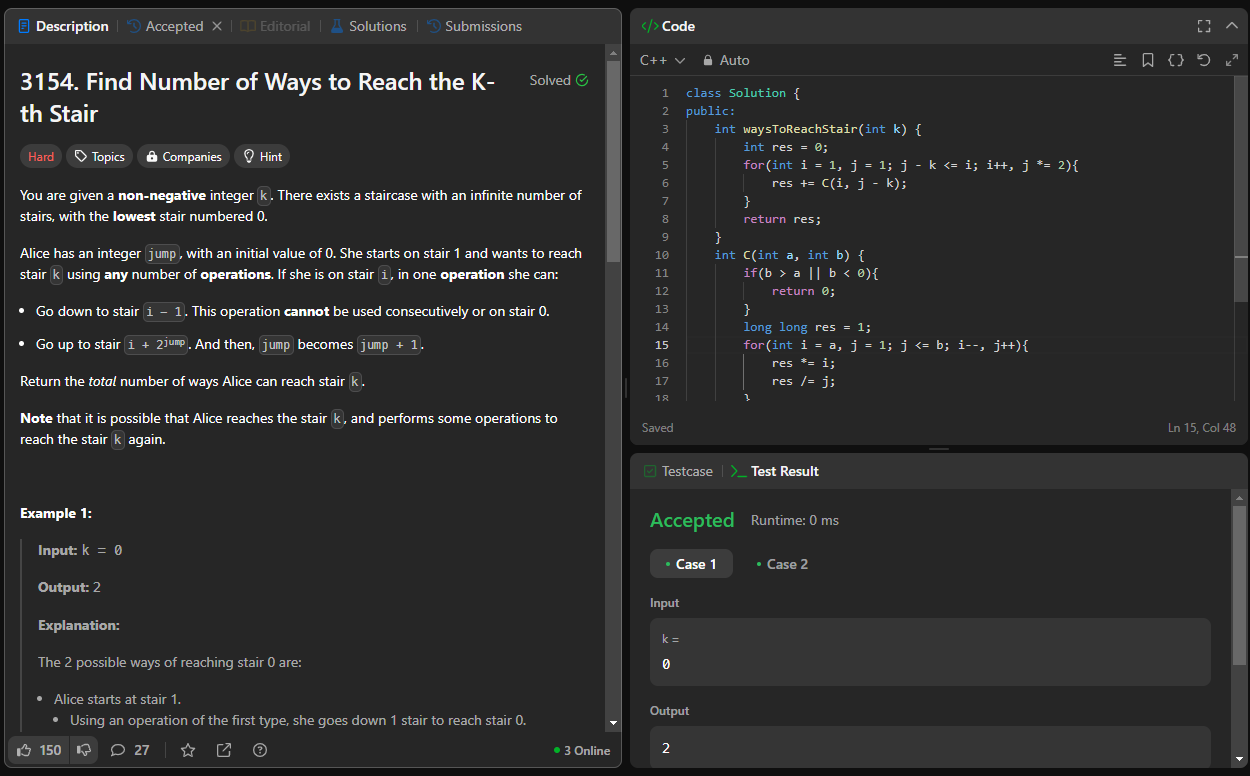 Description
Accepted
Editorial
Solutions
Submissions
3154. Find Number of Ways to Reach the K-
th Stair
Solved
Hard
Topics
Companies
Hint
You are given a non-negative integer k. There exists a staircase with an infinite number of
stairs, with the lowest stair numbered 0.
Alice has an integer jump, with an initial value of 0. She starts on stair 1 and wants to reach
stair k using any number of operations. If she is on stair i, in one operation she can:
• Go down to stair i - 1. This operation cannot be used consecutively or on stair 0.
• Go up to stair i + 2^jump. And then, jump becomes jump + 1.
Return the total number of ways Alice can reach stair k.
Note that it is possible that Alice reaches the stair k, and performs some operations to
reach the stair k again.
Example 1:
Input: k = 0
Output: 2
Explanation:
The 2 possible ways of reaching stair 0 are:
• Alice starts at stair 1.
• Using an operation of the first type, she goes down 1 stair to reach stair 0.
150
27
3 Online
</> Code
C++
Auto
1 class Solution {
2 public:
3     int waysToReachStair(int k) {
4         int res = 0;
5         for(int i = 1, j = 1; j - k <= i; i++, j *= 2){
6             res += C(i, j - k);
7         }
8         return res;
9     }
10     int C(int a, int b) {
11         if(b > a || b < 0){
12             return 0;
13         }
14         long long res = 1;
15         for(int i = a, j = 1; j <= b; i--, j++){
16             res *= i;
17             res /= j;
18         }
Saved
Ln 15, Col 48
Testcase
>_ Test Result
Accepted
Runtime: 0 ms
• Case 1
• Case 2
Input
k =
0
Output
2